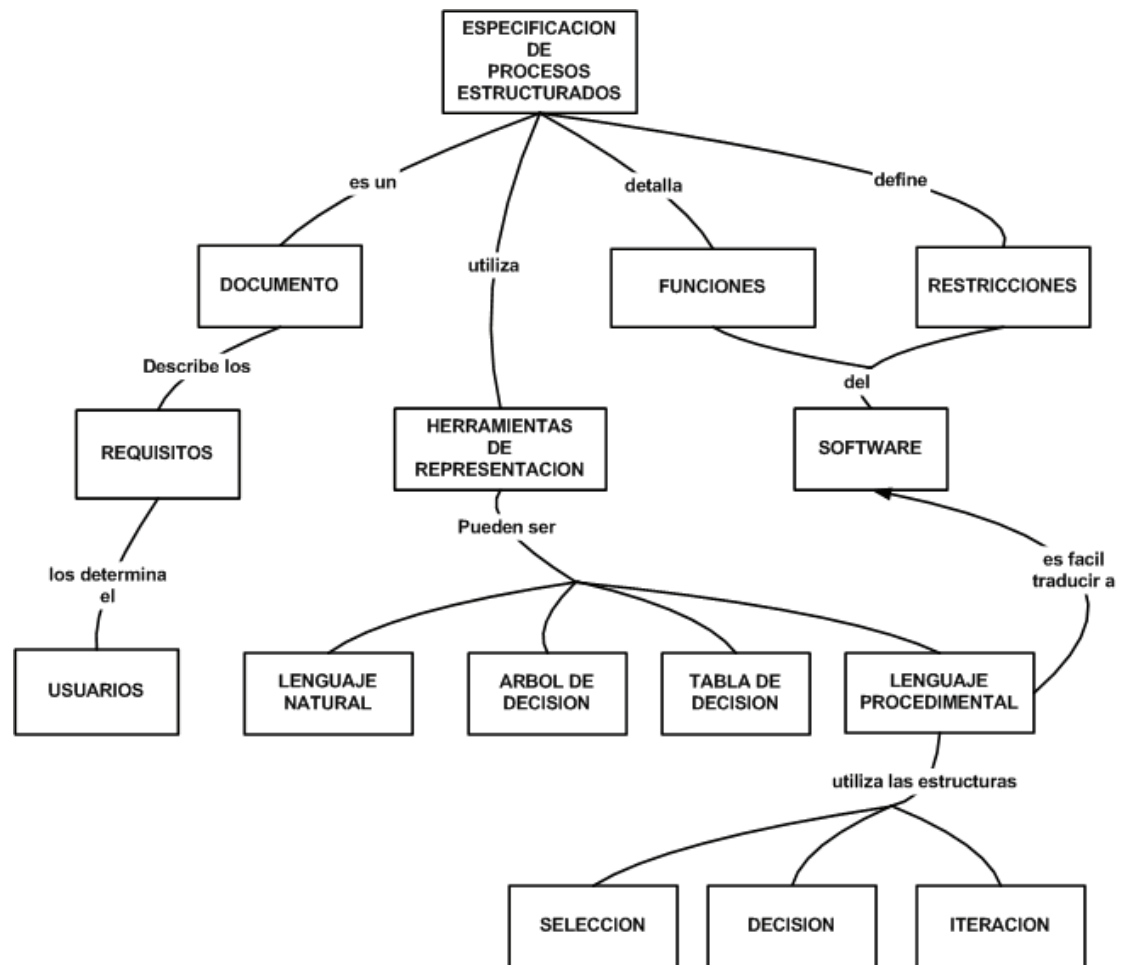 ESPECIFICACION
DE
PROCESOS
ESTRUCTURADOS
es un
detalla
define
utiliza
DOCUMENTO
FUNCIONES
RESTRICCIONES
Describe los
del
REQUISITOS
HERRAMIENTAS
DE
REPRESENTACION
SOFTWARE
Pueden ser
es facil
traducir a
los determina
el
USUARIOS
LENGUAJE
NATURAL
ARBOL DE
DECISION
TABLA DE
DECISION
LENGUAJE
PROCEDIMENTAL
utiliza las estructuras
SELECCION
DECISION
ITERACION